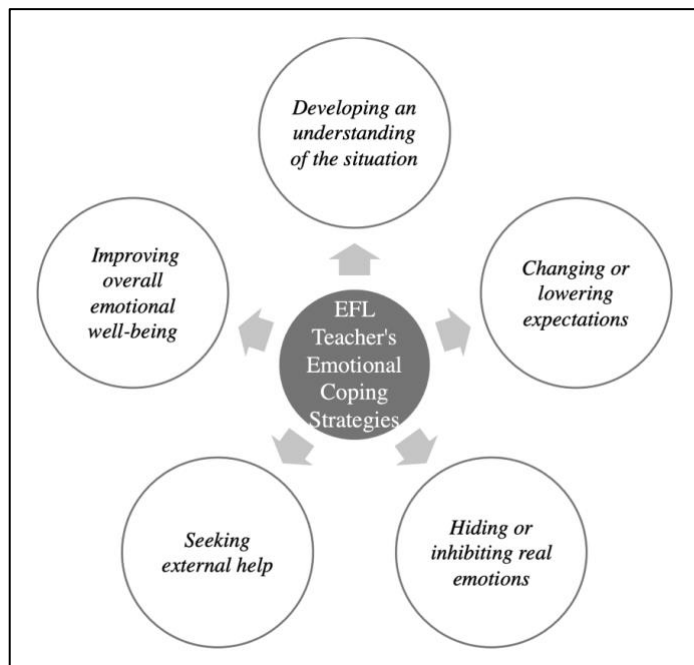 Developing an
understanding
of the situation
Improving
overall
emotional
well-being
Changing or
lowering
expectations
EFL
Teacher's
Emotional
Coping
Strategies
Seeking
external help
Hiding or
inhibiting real
emotions